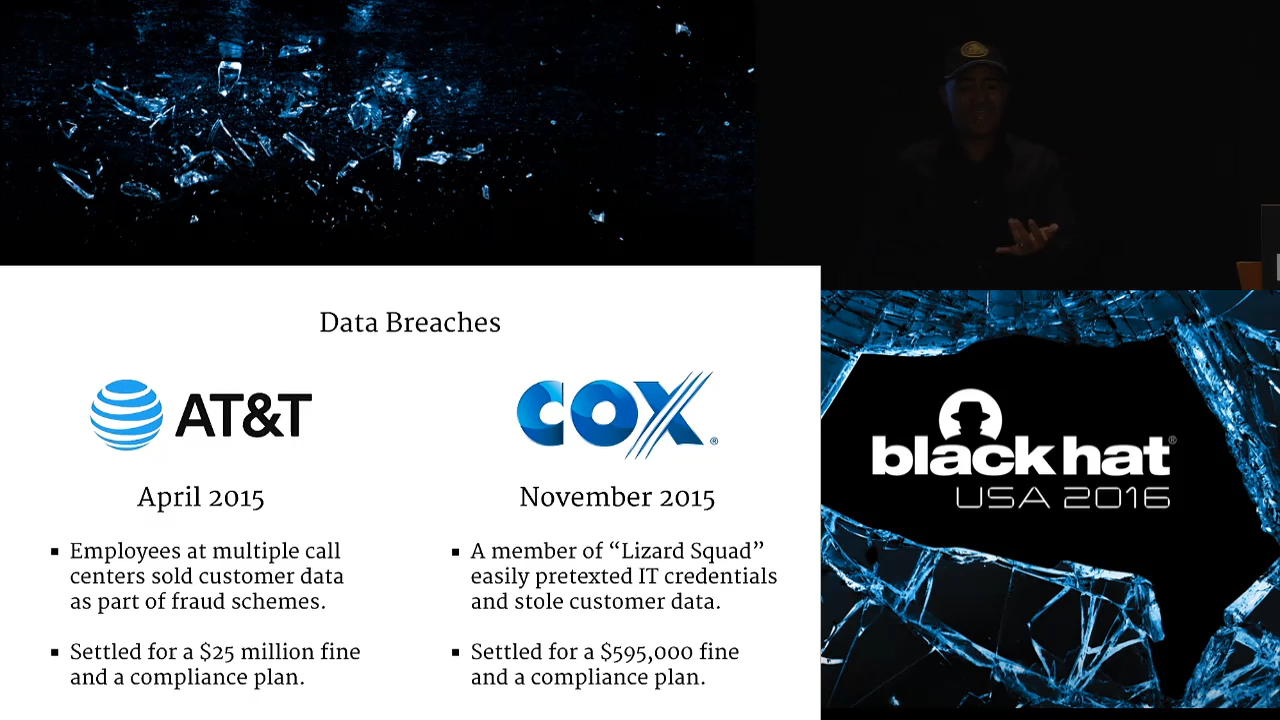 Data Breaches
AT&T
April 2015
▪ Employees at multiple call
centers sold customer data
as part of fraud schemes.
▪ Settled for a $25 million fine
and a compliance plan.
COX®
November 2015
▪ A member of “Lizard Squad”
easily pretexted IT credentials
and stole customer data.
▪ Settled for a $595,000 fine
and a compliance plan.
black hat®
USA 2016